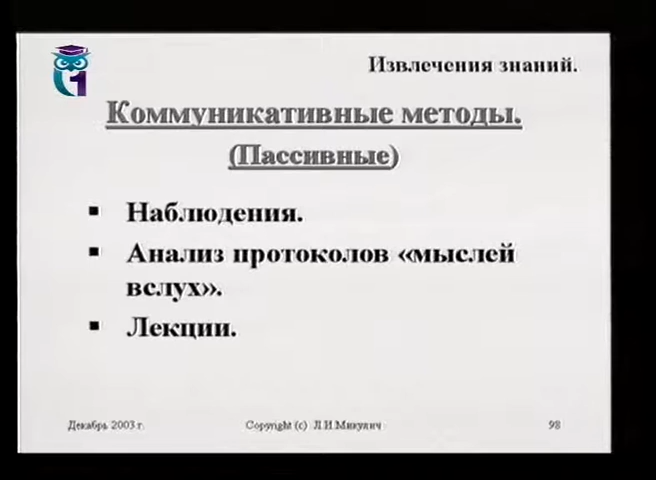 Извлечения знаний.
Коммуникативные методы.
(Пассивные)
▪ Наблюдения.
▪ Анализ протоколов «мыслей
вслух».
▪ Лекции.
Декабрь 2003 г. Copyright (c) Л.И.Микулич 98